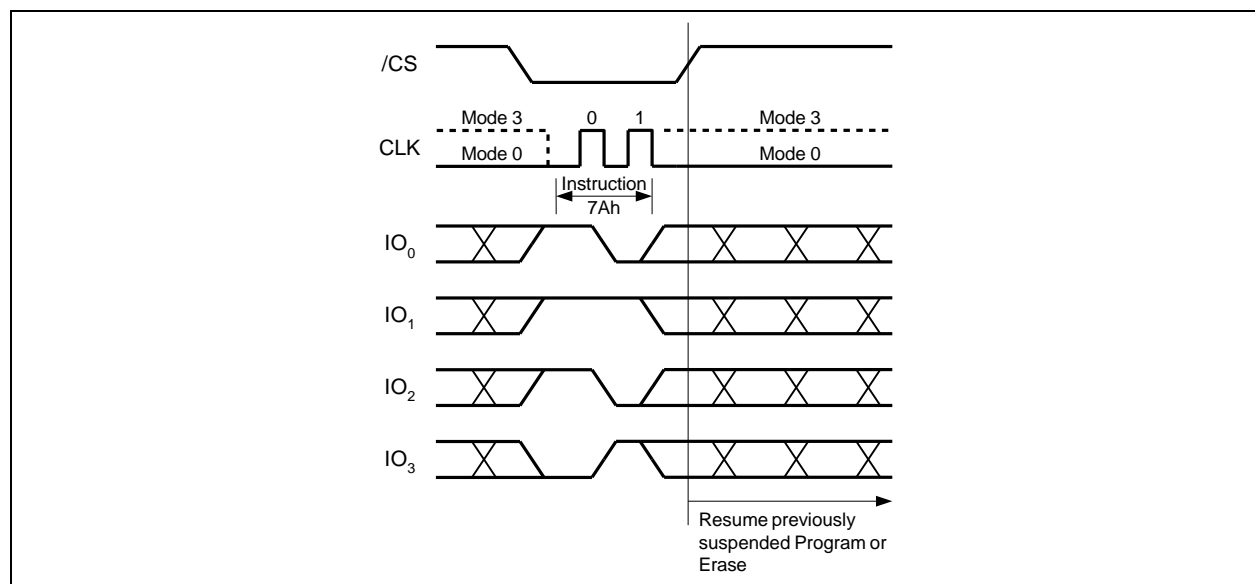 /CS
Mode 3 0 1 Mode 3
CLK
Mode 0 Mode 0
Instruction
7Ah
IO0
IO1
IO2
IO3
Resume previously
suspended Program or
Erase